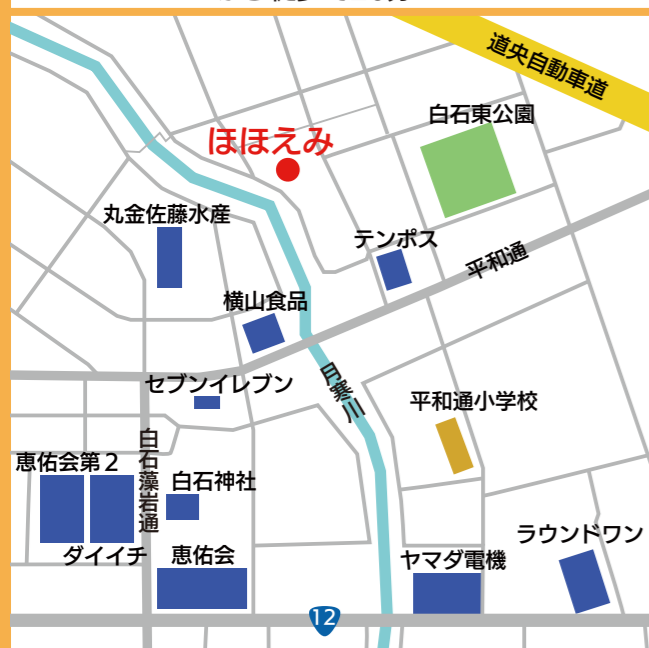 道央自動車道
白石東公園
ほほえみ
丸金佐藤水産
テンポス
平和通
横山食品
月寒川
セブンイレブン
平和通小学校
白石藻岩通
恵佑会第2
白石神社
ダイイチ
恵佑会
ヤマダ電機
ラウンドワン
12